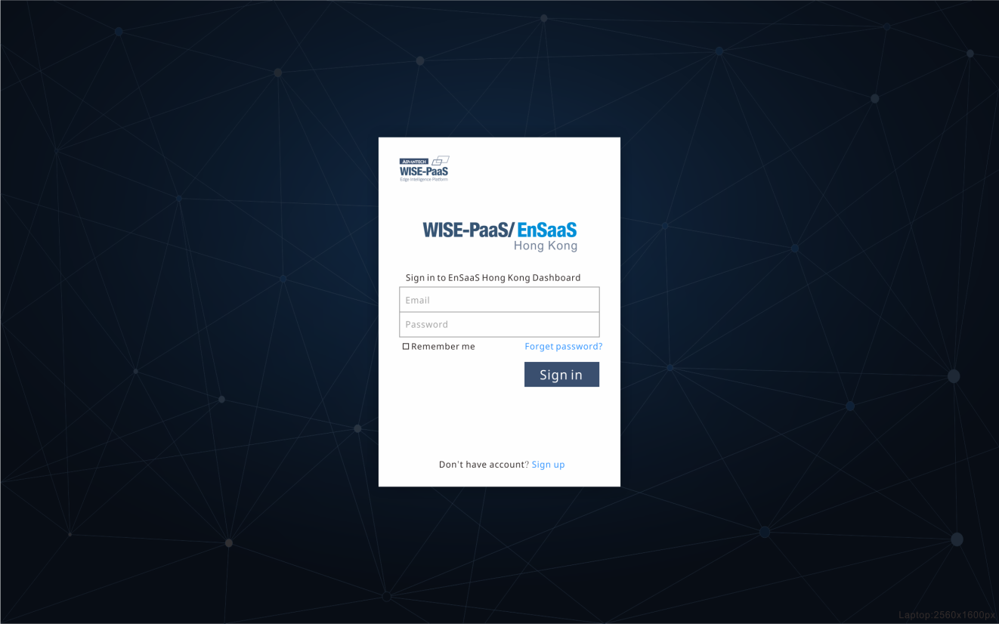 ADVANTECH
WISE-PaaS
Edge Intelligence Platform
WISE-PaaS/ EnSaaS
Hong Kong
Sign in to EnSaaS Hong Kong Dashboard
Email
Password
Remember me
Forget password?
Sign in
Don't have account? Sign up
Laptop:2560x1600px